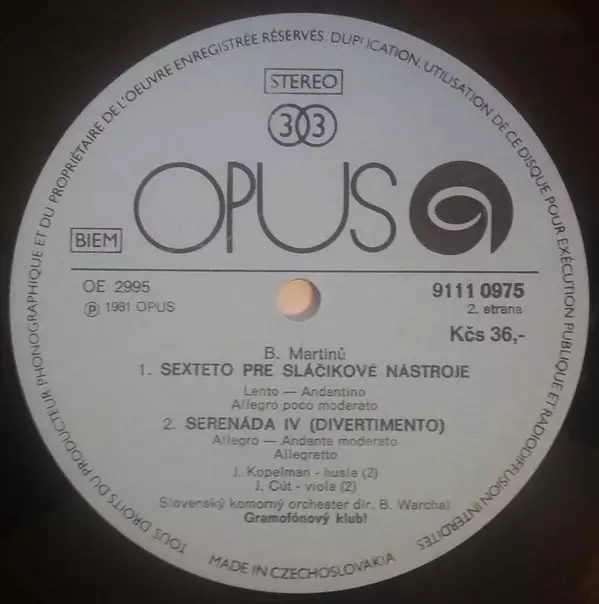 TOUS DROITS DU PRODUCTEUR PHONOGRAPHIQUE ET DU PROPRIÉTAIRE DE L'OEUVRE ENREGISTRÉE RÉSERVÉS. DUPLICATION, UTILISATION DE CE DISQUE POUR EXÉCUTION PUBLIQUE ET RADIODIFFUSION INTERDITES
STEREO
33
OPUS
BIEM
OE 2995
9111 0975
℗ 1981 OPUS
2. strana
Kčs 36,-
B. Martinů
1. SEXTETO PRE SLÁČIKOVÉ NÁSTROJE
Lento — Andantino
Allegro poco moderato
2. SERENÁDA IV (DIVERTIMENTO)
Allegro — Andante moderato
Allegretto
J. Kopelman - husle (2)
J. Cút - viola (2)
Slovenský komorný orchester dir. B. Warchal
Gramofónový klub!
MADE IN CZECHOSLOVAKIA